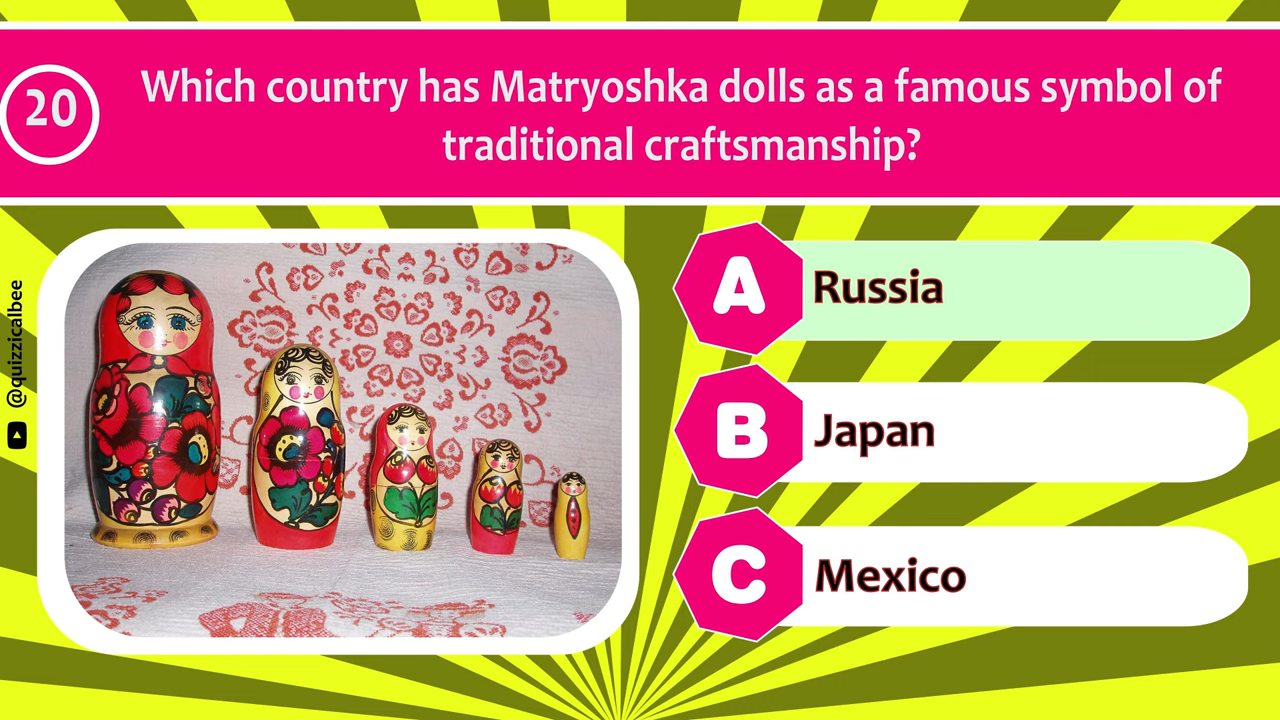 20
Which country has Matryoshka dolls as a famous symbol of
traditional craftsmanship?
@quizzicalbee
A Russia
B Japan
C Mexico